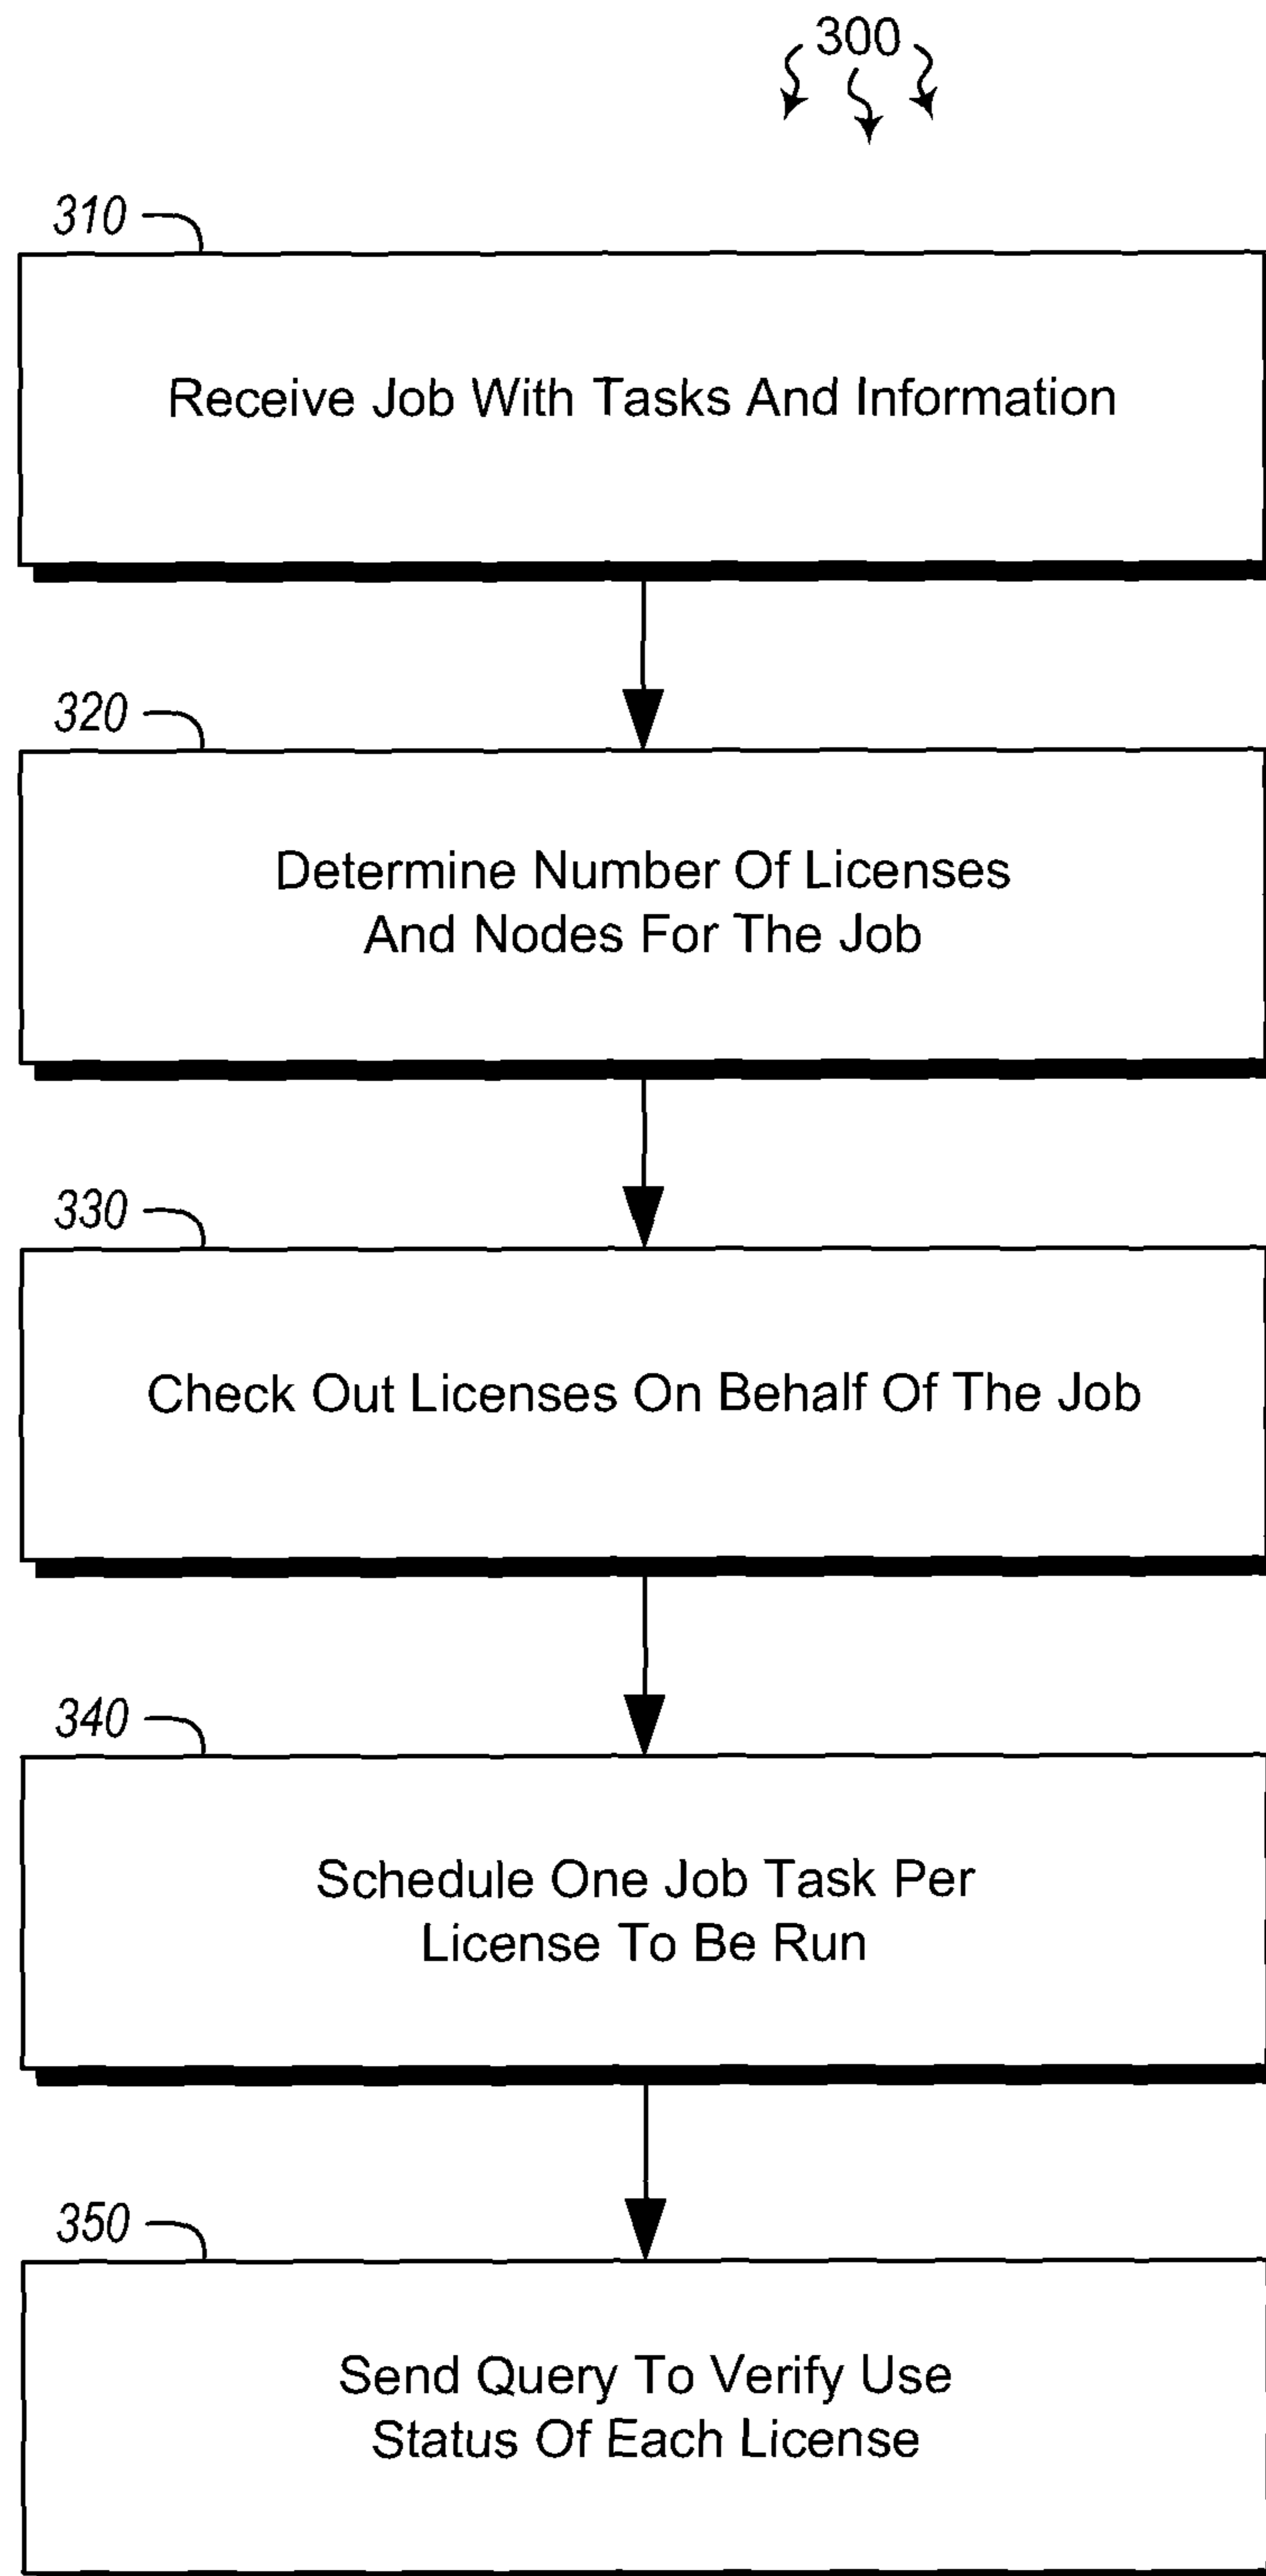 300
310
Receive Job With Tasks And Information
320
Determine Number Of Licenses
And Nodes For The Job
330
Check Out Licenses On Behalf Of The Job
340
Schedule One Job Task Per
License To Be Run
350
Send Query To Verify Use
Status Of Each License